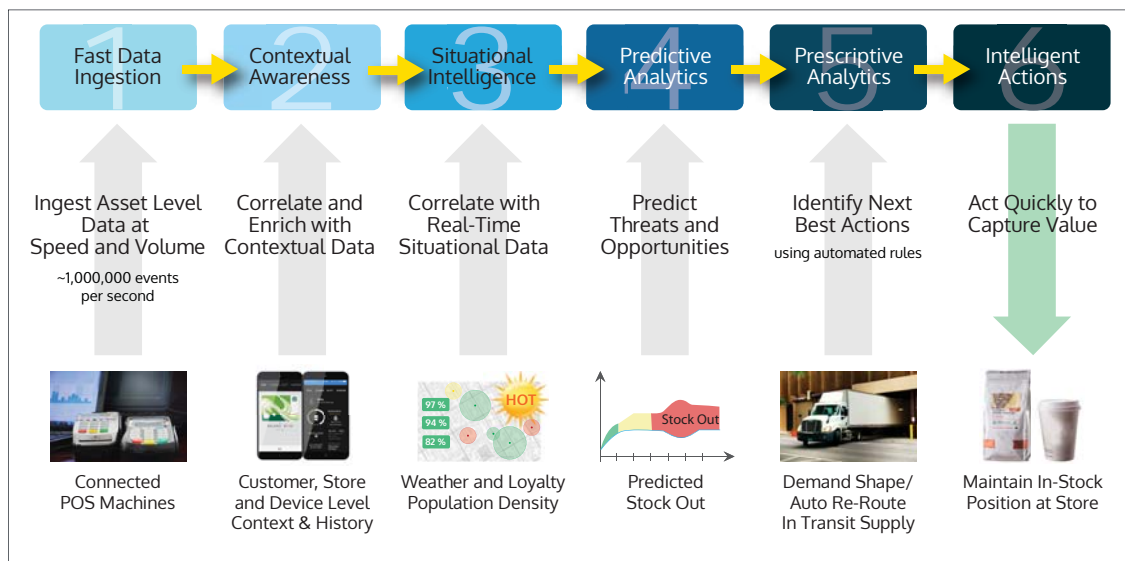 1
Fast Data
Ingestion
2
Contextual
Awareness
3
Situational
Intelligence
4
Predictive
Analytics
5
Prescriptive
Analytics
6
Intelligent
Actions
Ingest Asset Level
Data at
Speed and Volume
~1,000,000 events
per second
Correlate and
Enrich with
Contextual Data
Correlate with
Real-Time
Situational Data
Predict
Threats and
Opportunities
Identify Next
Best Actions
using automated rules
Act Quickly to
Capture Value
97 %
94 %
82 %
HOT
Stock Out
Connected
POS Machines
Customer, Store
and Device Level
Context & History
Weather and Loyalty
Population Density
Predicted
Stock Out
Demand Shape/
Auto Re-Route
In Transit Supply
Maintain In-Stock
Position at Store